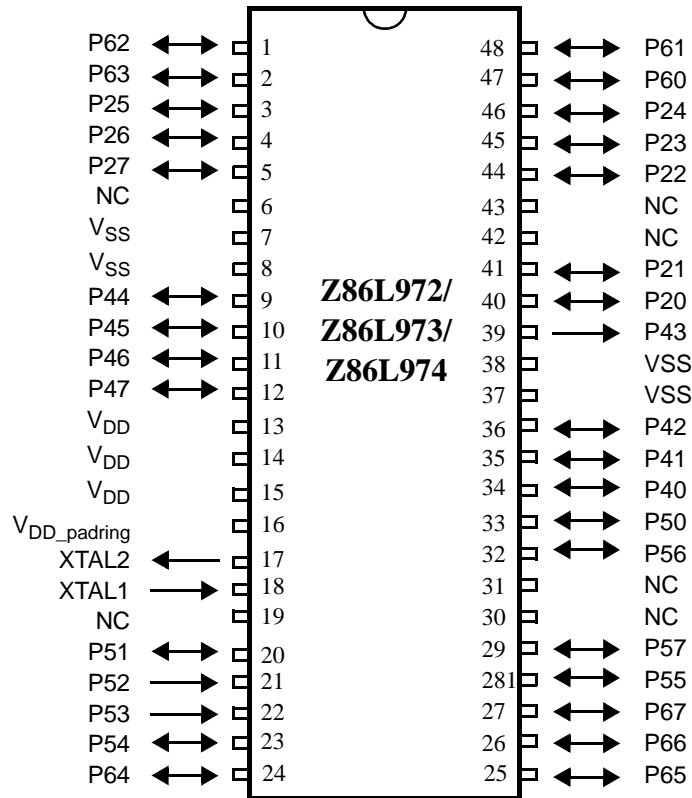 P62 1 48 P61
P63 2 47 P60
P25 3 46 P24
P26 4 45 P23
P27 5 44 P22
NC 6 43 NC
VSS 7 42 NC
VSS 8 41 P21
P44 9 40 P20
P45 10 39 P43
P46 11 38 VSS
P47 12 37 VSS
VDD 13 36 P42
VDD 14 35 P41
VDD 15 34 P40
VDD_padring 16 33 P50
XTAL2 17 32 P56
XTAL1 18 31 NC
NC 19 30 NC
P51 20 29 P57
P52 21 281 P55
P53 22 27 P67
P54 23 26 P66
P64 24 25 P65
Z86L972/
Z86L973/
Z86L974